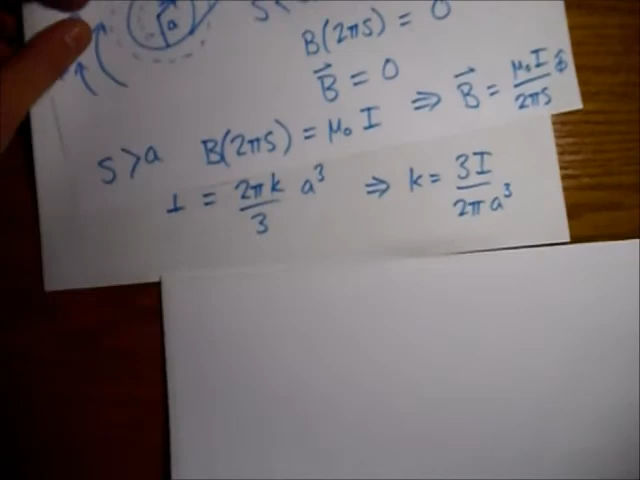 a
S <
B(2πs) = 0
B⃗ = 0
s > a B(2πs) = μ₀ I ⇒ B⃗ = μ₀I/2πs φ̂
I = 2πk/3 a³ ⇒ k = 3I/2πa³